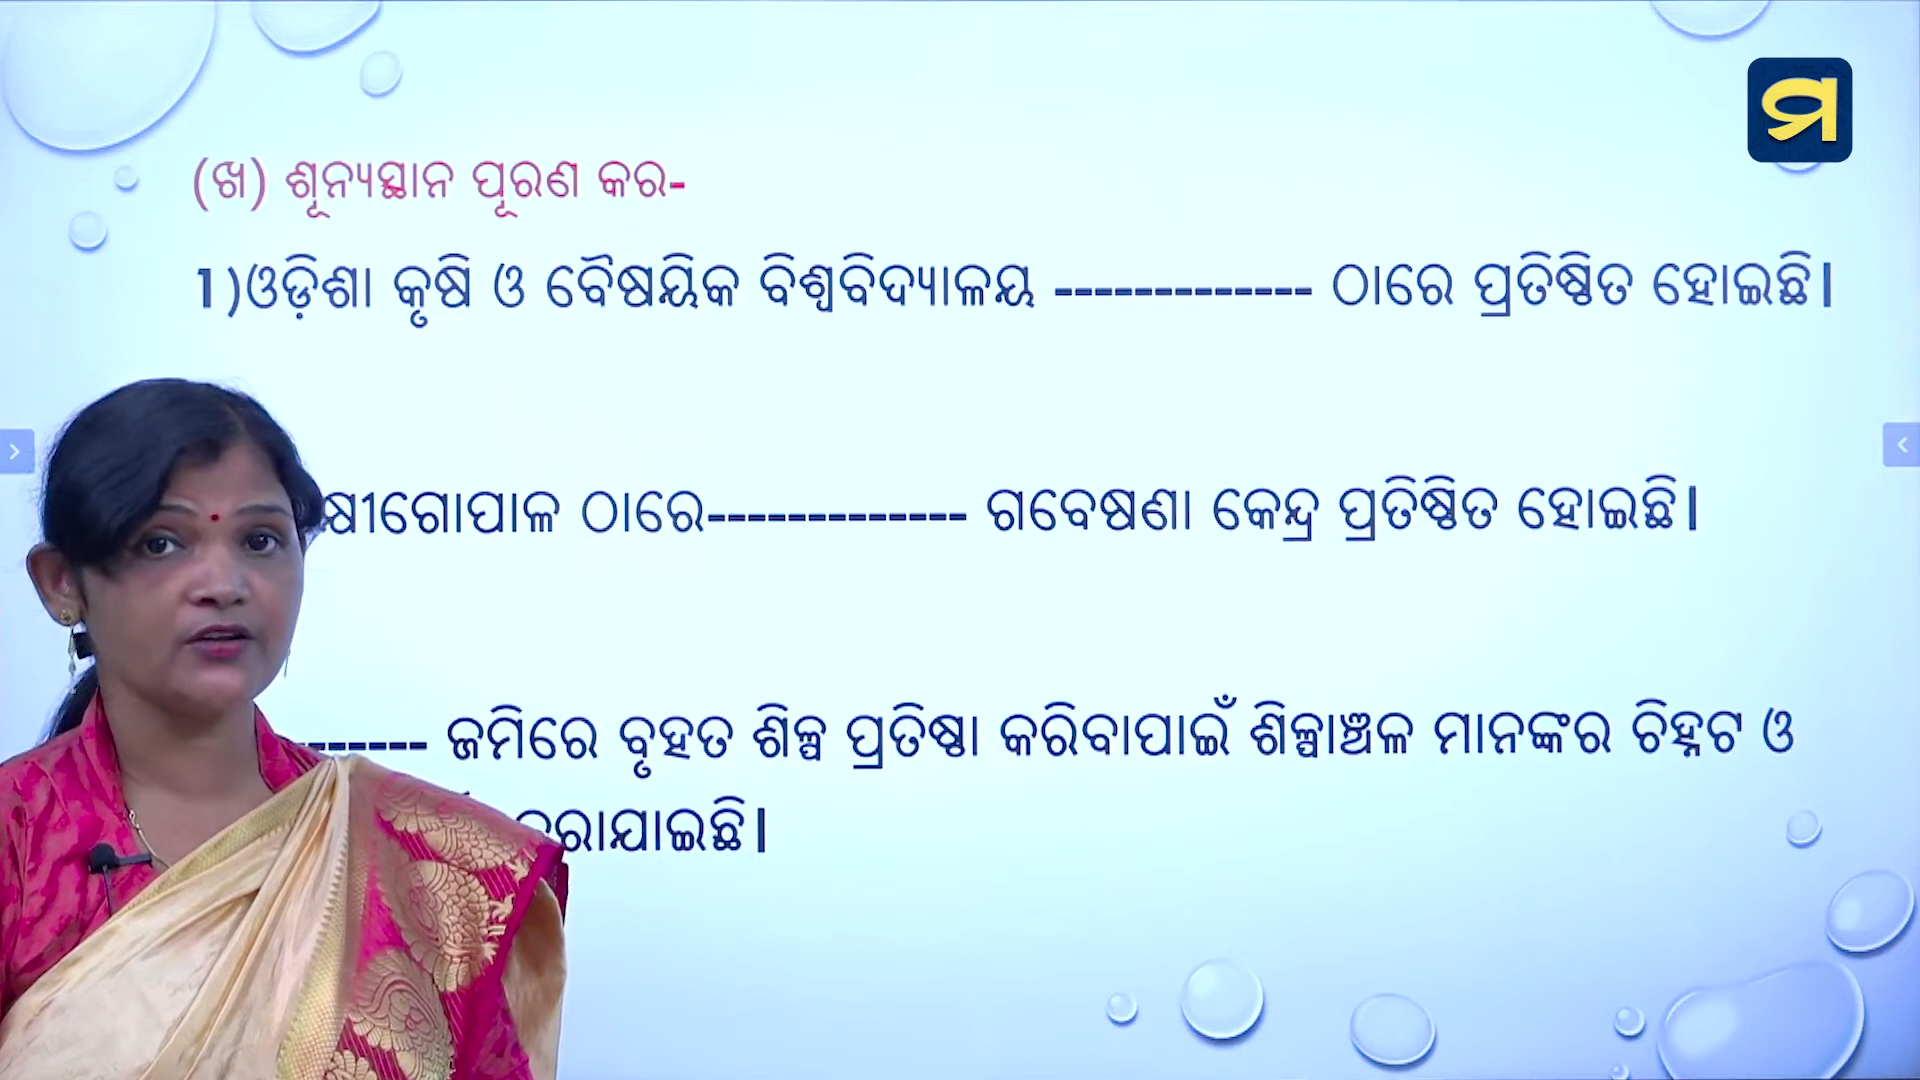 ମ
(ଖ) ଶୂନ୍ୟସ୍ଥାନ ପୂରଣ କର-
1)ଓଡ଼ିଶା କୃଷି ଓ ବୈଷୟିକ ବିଶ୍ୱବିଦ୍ୟାଳୟ ------------- ଠାରେ ପ୍ରତିଷ୍ଠିତ ହୋଇଛି।
ଠାରେ------------- ଗବେଷଣା କେନ୍ଦ୍ର ପ୍ରତିଷ୍ଠିତ ହୋଇଛି।
------- ଜମିରେ ବୃହତ ଶିଳ୍ପ ପ୍ରତିଷ୍ଠା କରିବାପାଇଁ ଶିଳ୍ପାଞ୍ଚଳ ମାନଙ୍କର ଚିହ୍ନଟ ଓ